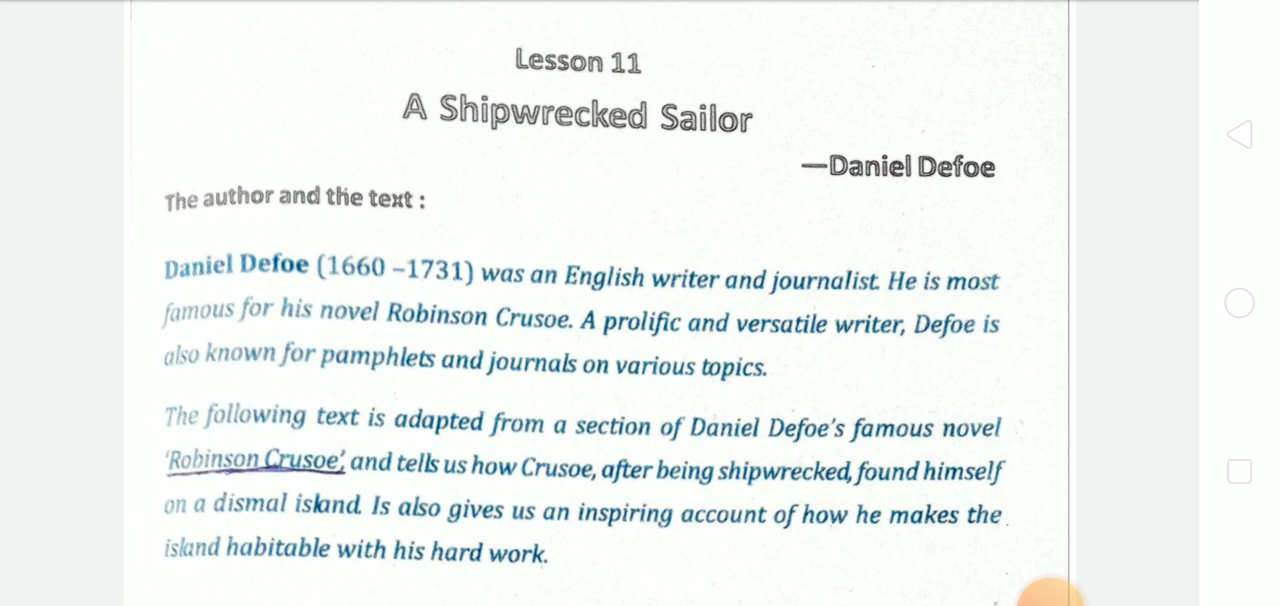 Lesson 11
A Shipwrecked Sailor
—Daniel Defoe
The author and the text :
Daniel Defoe (1660 –1731) was an English writer and journalist. He is most
famous for his novel Robinson Crusoe. A prolific and versatile writer, Defoe is
also known for pamphlets and journals on various topics.
The following text is adapted from a section of Daniel Defoe's famous novel
'Robinson Crusoe', and tells us how Crusoe, after being shipwrecked, found himself
on a dismal island. Is also gives us an inspiring account of how he makes the
island habitable with his hard work.